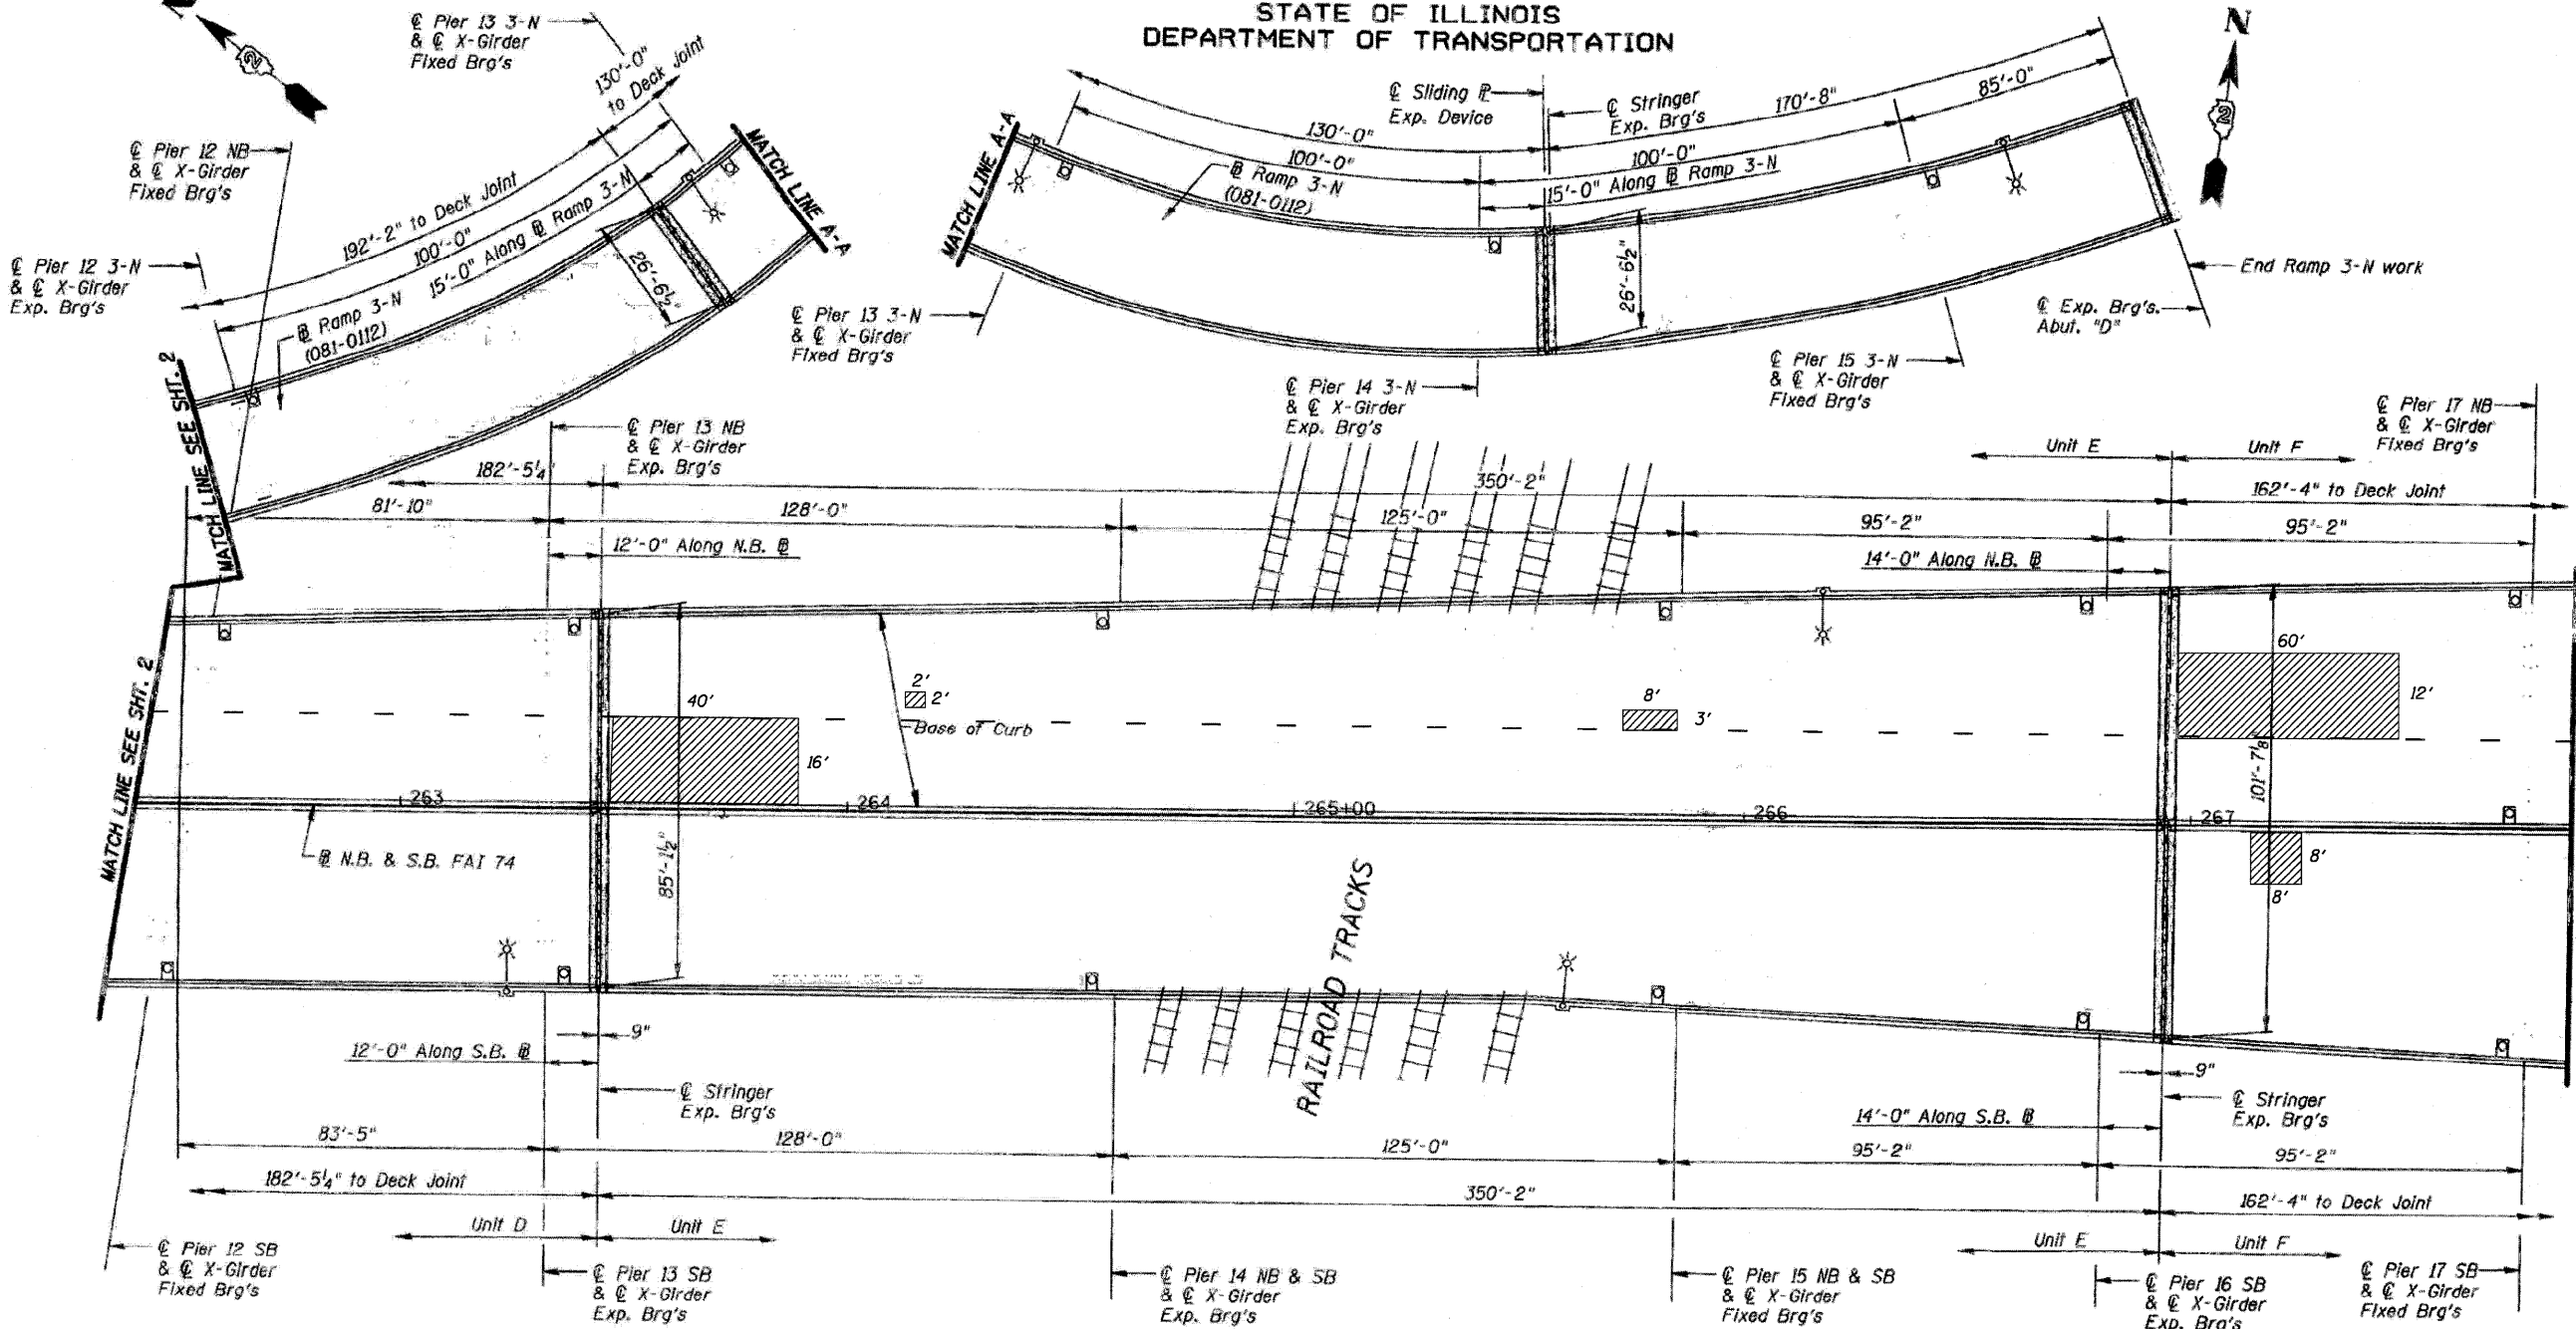 STATE OF ILLINOIS
DEPARTMENT OF TRANSPORTATION
N
℄ Pier 13 3-N
& ℄ X-Girder
Fixed Brg's
130'-0"
to Deck Joint
℄ Pier 12 NB
& ℄ X-Girder
Fixed Brg's
192'-2" to Deck Joint
100'-0"
15'-0" Along ⅊ Ramp 3-N
MATCH LINE A-A
℄ Pier 12 3-N
& ℄ X-Girder
Exp. Brg's
⅊ Ramp 3-N
(081-0112)
26'-6½"
MATCH LINE SEE SHT. 2
MATCH LINE A-A
℄ Pier 13 3-N
& ℄ X-Girder
Fixed Brg's
130'-0"
100'-0"
⅊ Ramp 3-N
(081-0112)
℄ Sliding ⅊
Exp. Device
℄ Stringer
Exp. Brg's
170'-8"
85'-0"
100'-0"
15'-0" Along ⅊ Ramp 3-N
26'-6½"
N
2
End Ramp 3-N work
℄ Exp. Brg's.
Abut. "D"
℄ Pier 14 3-N
& ℄ X-Girder
Exp. Brg's
℄ Pier 15 3-N
& ℄ X-Girder
Fixed Brg's
℄ Pier 17 NB
& ℄ X-Girder
Fixed Brg's
℄ Pier 13 NB
& ℄ X-Girder
Exp. Brg's
Unit E
Unit F
182'-5¼
350'-2"
162'-4" to Deck Joint
81'-10"
128'-0"
125'-0"
95'-2"
95'-2"
12'-0" Along N.B. ⅊
14'-0" Along N.B. ⅊
MATCH LINE SEE SHT. 2
40'
16'
2'
2'
Base of Curb
8'
3'
60'
12'
263
264
265+00
266
267
⅊ N.B. & S.B. FAI 74
85'-1½"
101'-7⅛"
8'
8'
RAILROAD TRACKS
9"
12'-0" Along S.B. ⅊
℄ Stringer
Exp. Brg's
9"
14'-0" Along S.B. ⅊
℄ Stringer
Exp. Brg's
83'-5"
128'-0"
125'-0"
95'-2"
95'-2"
182'-5¼" to Deck Joint
350'-2"
162'-4" to Deck Joint
Unit D
Unit E
Unit E
Unit F
℄ Pier 12 SB
& ℄ X-Girder
Fixed Brg's
℄ Pier 13 SB
& ℄ X-Girder
Exp. Brg's
℄ Pier 14 NB & SB
& ℄ X-Girder
Exp. Brg's
℄ Pier 15 NB & SB
& ℄ X-Girder
Fixed Brg's
℄ Pier 16 SB
& ℄ X-Girder
Exp. Brg's
℄ Pier 17 SB
& ℄ X-Girder
Fixed Brg's